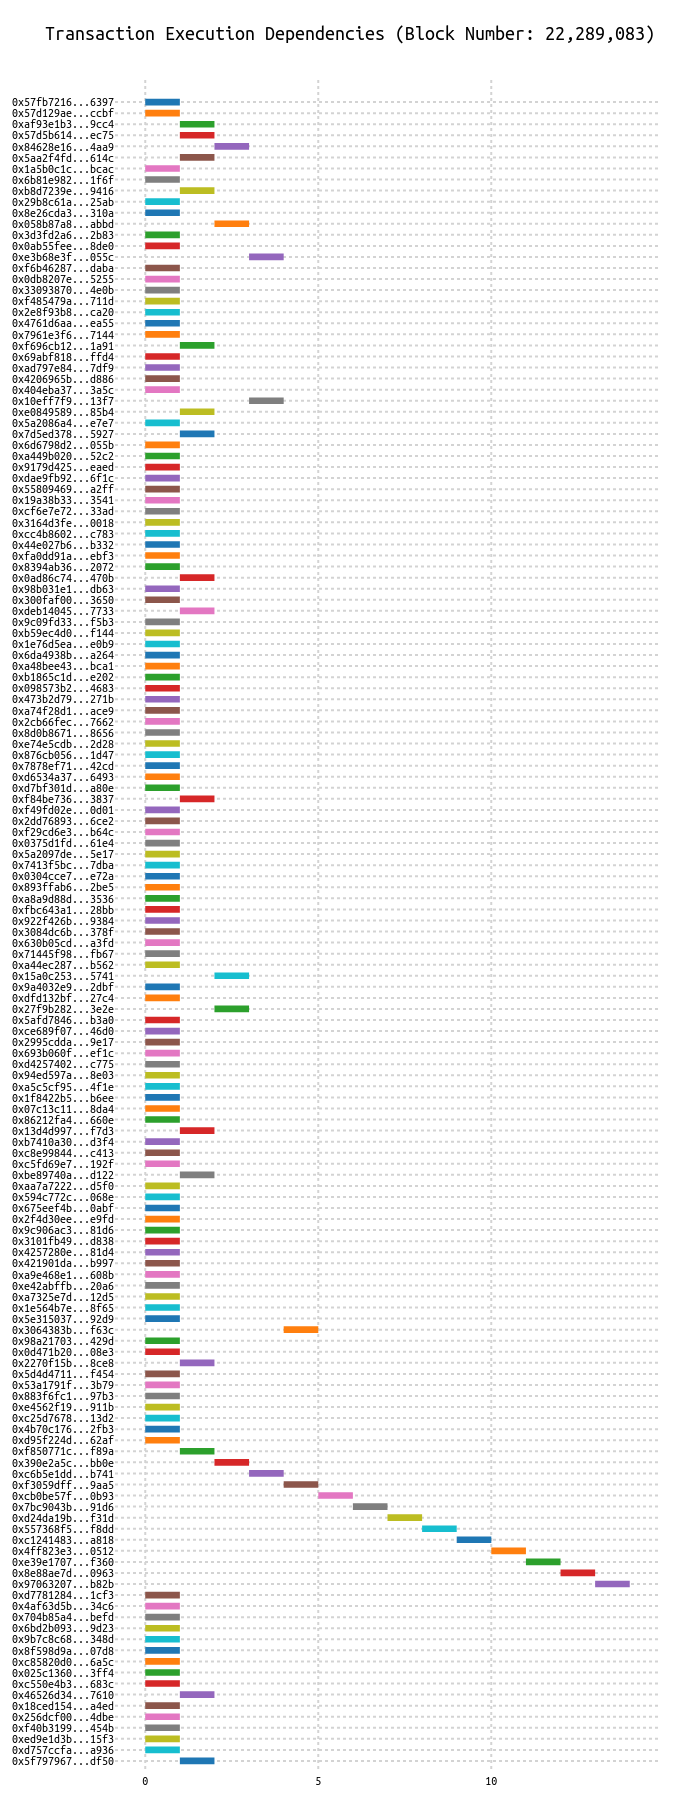 Transaction Execution Dependencies (Block Number: 22,289,083)
0x57fb7216...6397
0x57d129ae...ccbf
0xaf93e1b3...9cc4
0x57d5b614...ec75
0x84628e16...4aa9
0x5aa2f4fd...614c
0x1a5b0c1c...bcac
0x6b81e982...1f6f
0xb8d7239e...9416
0x29b8c61a...25ab
0x8e26cda3...310a
0x058b87a8...abbd
0x3d3fd2a6...2b83
0x0ab55fee...8de0
0xe3b68e3f...055c
0xf6b46287...daba
0x0db8207e...5255
0x33093870...4e0b
0xf485479a...711d
0x2e8f93b8...ca20
0x4761d6aa...ea55
0x7961e3f6...7144
0xf696cb12...1a91
0x69abf818...ffd4
0xad797e84...7df9
0x4206965b...d886
0x404eba37...3a5c
0x10eff7f9...13f7
0xe0849589...85b4
0x5a2086a4...e7e7
0x7d5ed378...5927
0x6d6798d2...055b
0xa449b020...52c2
0x9179d425...eaed
0xdae9fb92...6f1c
0x55809469...a2ff
0x19a38b33...3541
0xcf6e7e72...33ad
0x3164d3fe...0018
0xcc4b8602...c783
0x44e027b6...b332
0xfa0dd91a...ebf3
0x8394ab36...2072
0x0ad86c74...470b
0x98b031e1...db63
0x300faf00...3650
0xdeb14045...7733
0x9c09fd33...f5b3
0xb59ec4d0...f144
0x1e76d5ea...e0b9
0x6da4938b...a264
0xa48bee43...bca1
0xb1865c1d...e202
0x098573b2...4683
0x473b2d79...271b
0xa74f28d1...ace9
0x2cb66fec...7662
0x8d0b8671...8656
0xe74e5cdb...2d28
0x876cb056...1d47
0x7878ef71...42cd
0xd6534a37...6493
0xd7bf301d...a80e
0xf84be736...3837
0xf49fd02e...0d01
0x2dd76893...6ce2
0xf29cd6e3...b64c
0x0375d1fd...61e4
0x5a2097de...5e17
0x7413f5bc...7dba
0x0304cce7...e72a
0x893ffab6...2be5
0xa8a9d88d...3536
0xfbc643a1...28bb
0x922f426b...9384
0x3084dc6b...378f
0x630b05cd...a3fd
0x71445f98...fb67
0xa44ec287...b562
0x15a0c253...5741
0x9a4032e9...2dbf
0xdfd132bf...27c4
0x27f9b282...3e2e
0x5afd7846...b3a0
0xce689f07...46d0
0x2995cdda...9e17
0x693b060f...ef1c
0xd4257402...c775
0x94ed597a...8e03
0xa5c5cf95...4f1e
0x1f8422b5...b6ee
0x07c13c11...8da4
0x86212fa4...660e
0x13d4d997...f7d3
0xb7410a30...d3f4
0xc8e99844...c413
0xc5fd69e7...192f
0xbe89740a...d122
0xaa7a7222...d5f0
0x594c772c...068e
0x675eef4b...0abf
0x2f4d30ee...e9fd
0x9c906ac3...81d6
0x3101fb49...d838
0x4257280e...81d4
0x421901da...b997
0xa9e468e1...608b
0xe42abffb...20a6
0xa7325e7d...12d5
0x1e564b7e...8f65
0x5e315037...92d9
0x3064383b...f63c
0x98a21703...429d
0x0d471b20...08e3
0x2270f15b...8ce8
0x5d4d4711...f454
0x53a1791f...3b79
0x883f6fc1...97b3
0xe4562f19...911b
0xc25d7678...13d2
0x4b70c176...2fb3
0xd95f224d...62af
0xf850771c...f89a
0x390e2a5c...bb0e
0xc6b5e1dd...b741
0xf3059dff...9aa5
0xcb0be57f...0b93
0x7bc9043b...91d6
0xd24da19b...f31d
0x557368f5...f8dd
0xc1241483...a818
0x4ff823e3...0512
0xe39e1707...f360
0x8e88ae7d...0963
0x97063207...b82b
0xd7781284...1cf3
0x4af63d5b...34c6
0x704b85a4...befd
0x6bd2b093...9d23
0x9b7c8c68...348d
0x8f598d9a...07d8
0xc85820d0...6a5c
0x025c1360...3ff4
0xc550e4b3...683c
0x46526d34...7610
0x18ced154...a4ed
0x256dcf00...4dbe
0xf40b3199...454b
0xed9e1d3b...15f3
0xd757ccfa...a936
0x5f797967...df50
0 5 10